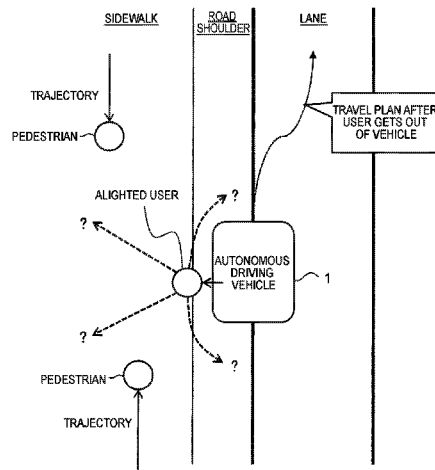 SIDEWALK
ROAD
SHOULDER
LANE
TRAJECTORY
PEDESTRIAN
TRAVEL PLAN AFTER
USER GETS OUT
OF VEHICLE
ALIGHTED USER
?
?
AUTONOMOUS
DRIVING
VEHICLE
1
?
?
PEDESTRIAN
TRAJECTORY